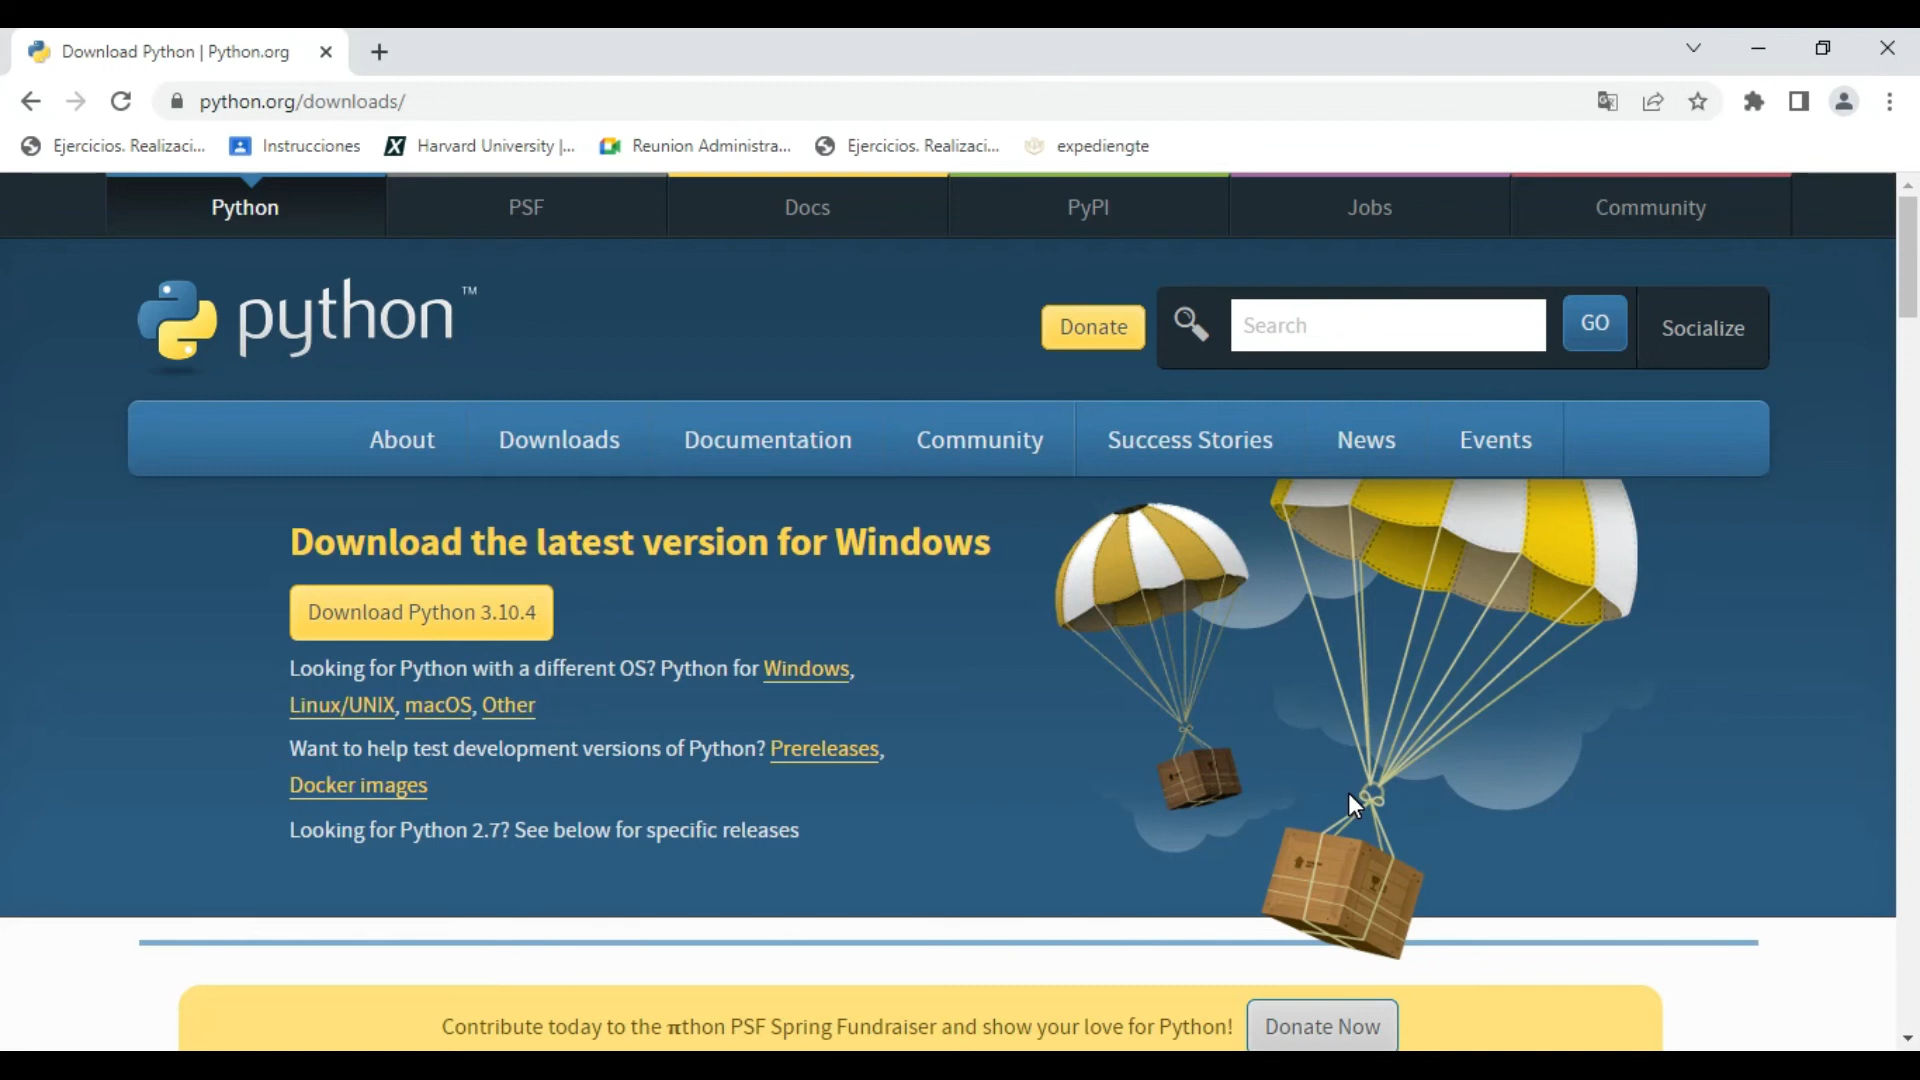 Download Python | Python.org
python.org/downloads/
Ejercicios. Realizaci... Instrucciones Harvard University |... Reunion Administra... Ejercicios. Realizaci... expediengte
Python PSF Docs PyPI Jobs Community
python™
Donate Search GO Socialize
About Downloads Documentation Community Success Stories News Events
Download the latest version for Windows
Download Python 3.10.4
Looking for Python with a different OS? Python for Windows,
Linux/UNIX, macOS, Other
Want to help test development versions of Python? Prereleases,
Docker images
Looking for Python 2.7? See below for specific releases
Contribute today to the πthon PSF Spring Fundraiser and show your love for Python! Donate Now